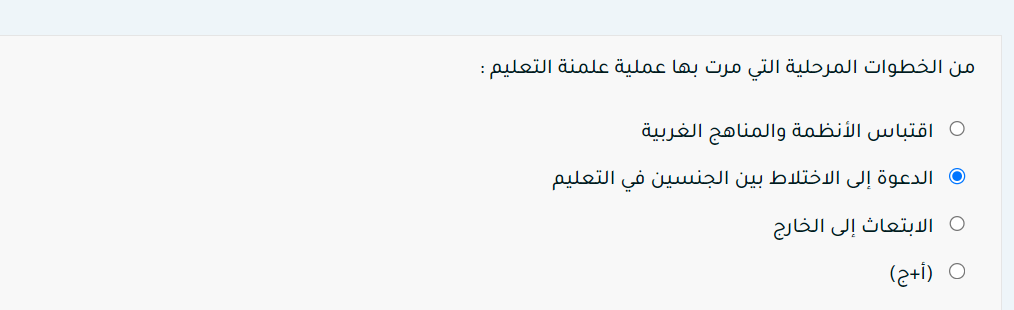 من الخطوات المرحلية التي مرت بها عملية علمنة التعليم :
اقتباس الأنظمة والمناهج الغربية
الدعوة إلى الاختلاط بين الجنسين في التعليم
الابتعاث إلى الخارج
(أ+ج)